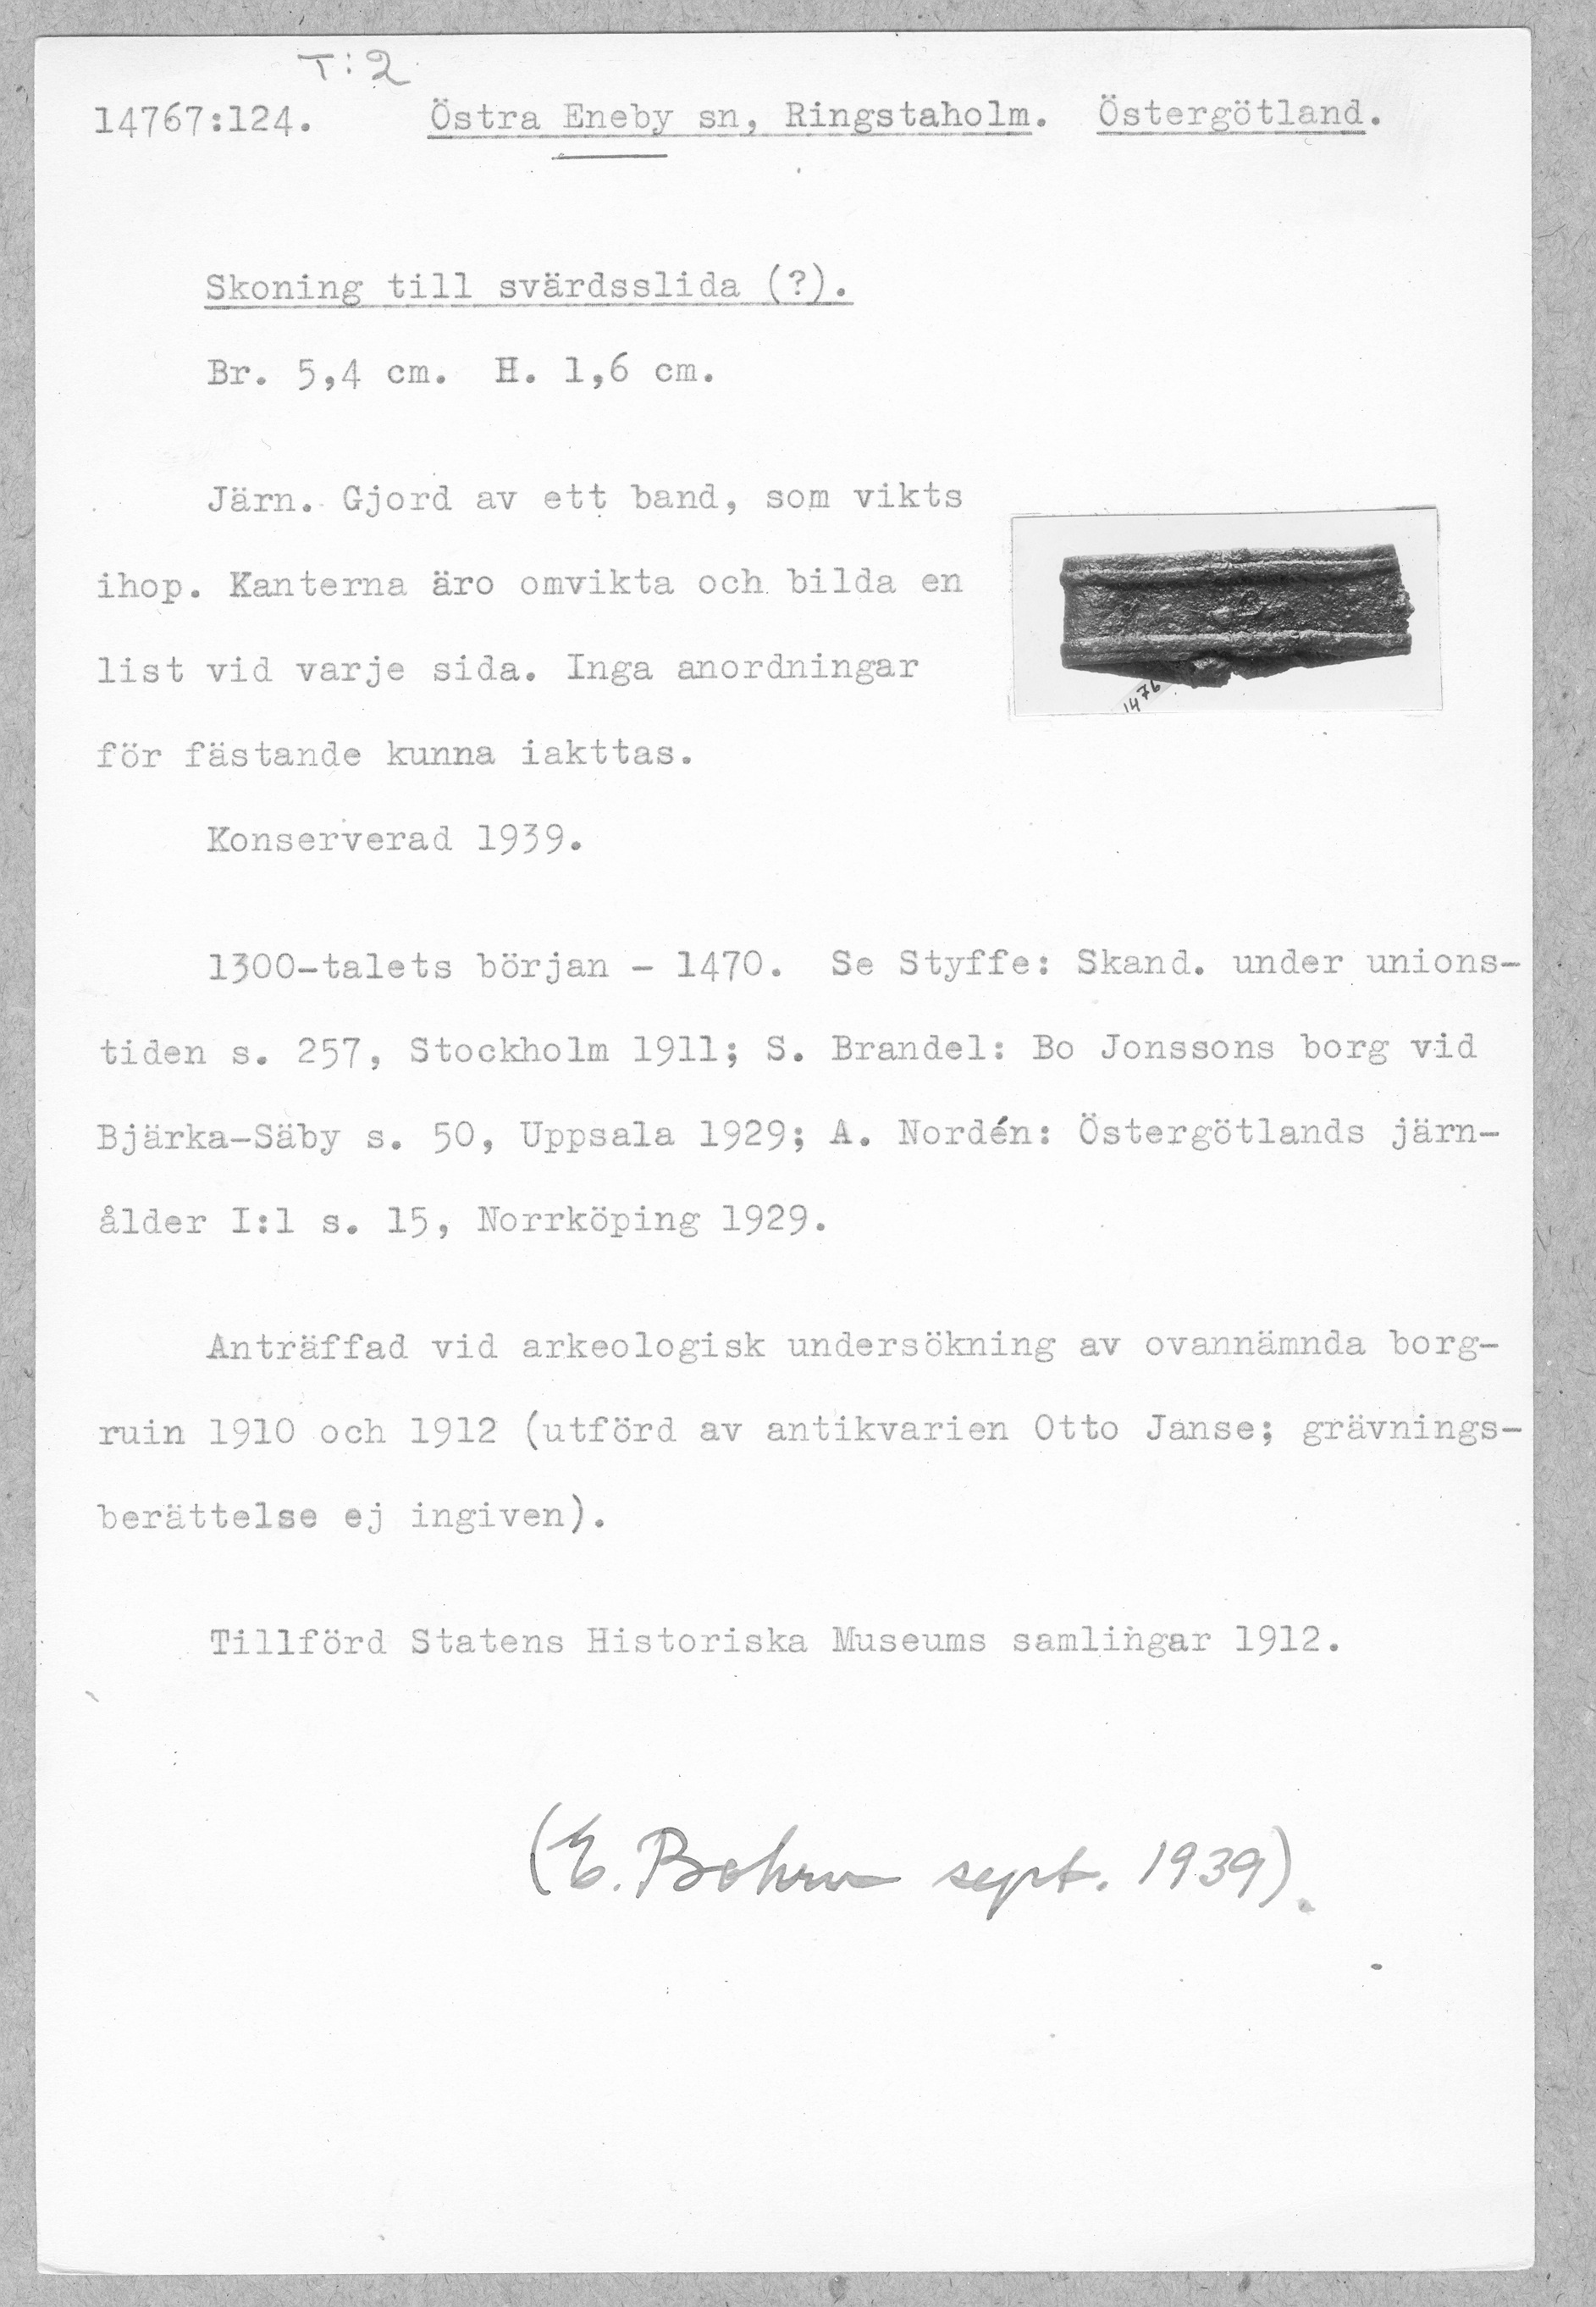 T:2
14767:124. Östra Eneby sn, Ringstaholm. Östergötland.
Skoning till svärdsslida (?).
Br. 5,4 cm. H. 1,6 cm.
Järn. Gjord av ett band, som vikts
ihop. Kanterna äro omvikta och bilda en
list vid varje sida. Inga anordningar
för fästande kunna iakttas.
1476
Konserverad 1939.
1300-talets början - 1470. Se Styffe: Skand. under unions-
tiden s. 257, Stockholm 1911; S. Brandel: Bo Jonssons borg vid
Bjärka-Säby s. 50, Uppsala 1929; A. Nordén: Östergötlands järn-
ålder I:1 s. 15, Norrköping 1929.
Anträffad vid arkeologisk undersökning av ovannämnda borg-
ruin 1910 och 1912 (utförd av antikvarien Otto Janse; grävnings-
berättelse ej ingiven).
Tillförd Statens Historiska Museums samlingar 1912.
(E. Bohrn sept. 1939).